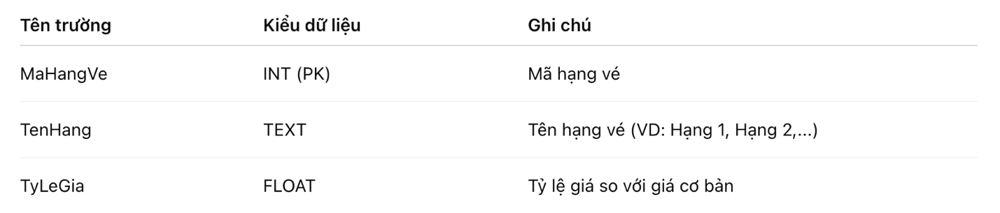 Tên trường Kiểu dữ liệu Ghi chú
MaHangVe INT (PK) Mã hạng vé
TenHang TEXT Tên hạng vé (VD: Hạng 1, Hạng 2,...)
TyLeGia FLOAT Tỷ lệ giá so với giá cơ bản